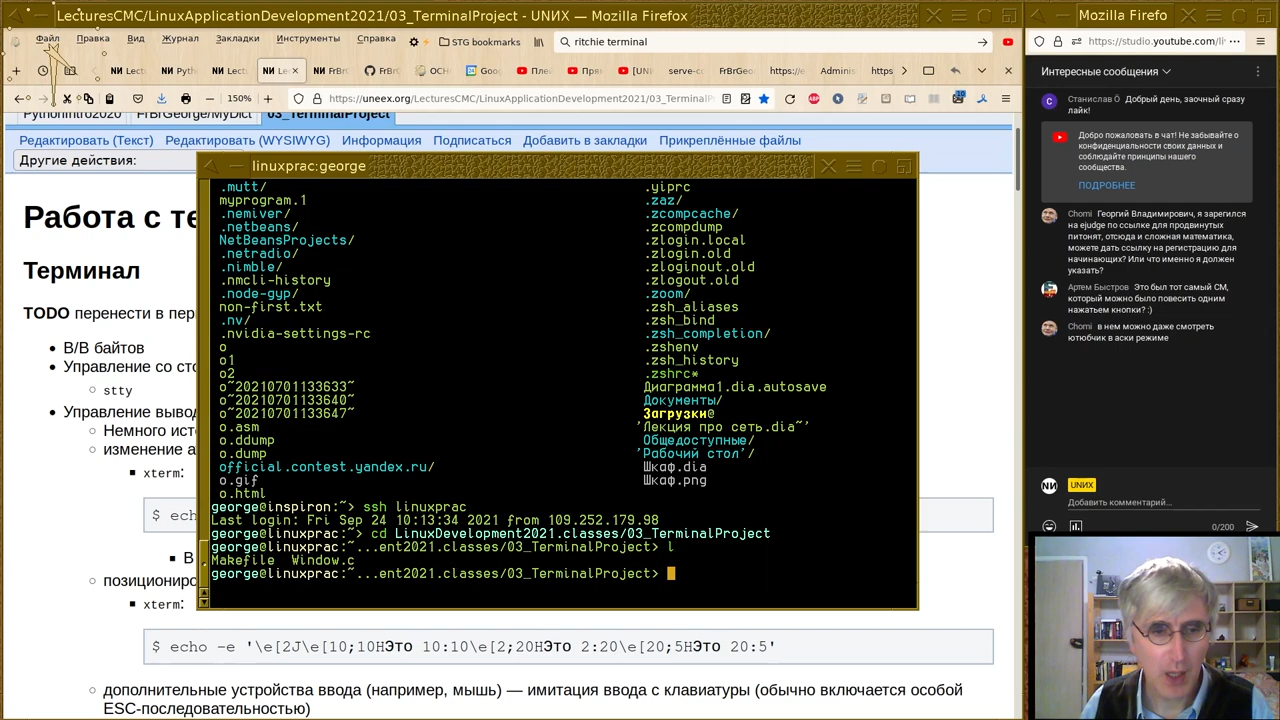 LecturesCMC/LinuxApplicationDevelopment2021/03_TerminalProject - UNИX — Mozilla Firefox
Файл Правка Вид Журнал Закладки Инструменты Справка STG bookmarks ritchie terminal
150% https://uneex.org/LecturesCMC/LinuxApplicationDevelopment2021/03_TerminalP
PythonIntro2020 FrBrGeorge/MyDict 03_TerminalProject
Редактировать (Текст) Редактировать (WYSIWYG) Информация Подписаться Добавить в закладки Прикреплённые файлы
Другие действия:
Работа с те
Терминал
TODO перенести в пер
В/В байтов
Управление со сто
stty
Управление вывод
Немного ист
изменение а
xterm:
$ ech
В
позициониро
xterm:
$ echo -e '\e[2J\e[10;10HЭто 10:10\e[2;20HЭто 2:20\e[20;5HЭто 20:5'
дополнительные устройства ввода (например, мышь) — имитация ввода с клавиатуры (обычно включается особой
ESC-последовательностью)
linuxprac:george
.mutt/ .yiprc
myprogram.1 .zaz/
.nemiver/ .zcompcache/
.netbeans/ .zcompdump
NetBeansProjects/ .zlogin.local
.netradio/ .zlogin.old
.nimble/ .zloginout.old
.nmcli-history .zlogout.old
.node-gyp/ .zoom/
non-first.txt .zsh_aliases
.nv/ .zsh_bind
.nvidia-settings-rc .zsh_completion/
o .zshenv
o1 .zsh_history
o2 .zshrc*
o~20210701133633~ Диаграмма1.dia.autosave
o~20210701133640~ Документы/
o~20210701133647~ Загрузки@
o.asm 'Лекция про сеть.dia~'
o.ddump Общедоступные/
o.dump 'Рабочий стол'/
official.contest.yandex.ru/ Шкаф.dia
o.gif Шкаф.png
o.html
george@inspiron:~> ssh linuxprac
Last login: Fri Sep 24 10:13:34 2021 from 109.252.179.98
george@linuxprac:~> cd LinuxDevelopment2021.classes/03_TerminalProject
george@linuxprac:~...ent2021.classes/03_TerminalProject> l
Makefile Window.c
george@linuxprac:~...ent2021.classes/03_TerminalProject>
Mozilla Firefo
https://studio.youtube.com/li
Интересные сообщения
Станислав О Добрый день, заочный сразу
лайк!
Добро пожаловать в чат! Не забывайте о
конфиденциальности своих данных и
соблюдайте принципы нашего
сообщества.
ПОДРОБНЕЕ
Chomi Георгий Владимирович, я зарегился
на ejudge по ссылке для продвинутых
питонят, отсюда и сложная математика,
можете дать ссылку на регистрацию для
начинающих? Или что именно я должен
указать?
Артем Быстров Это был тот самый CM,
который можно было повесить одним
нажатьем кнопки? :)
Chomi в нем можно даже смотреть
ютюбчик в аски режиме
UNИX
Добавить комментарий...
0/200